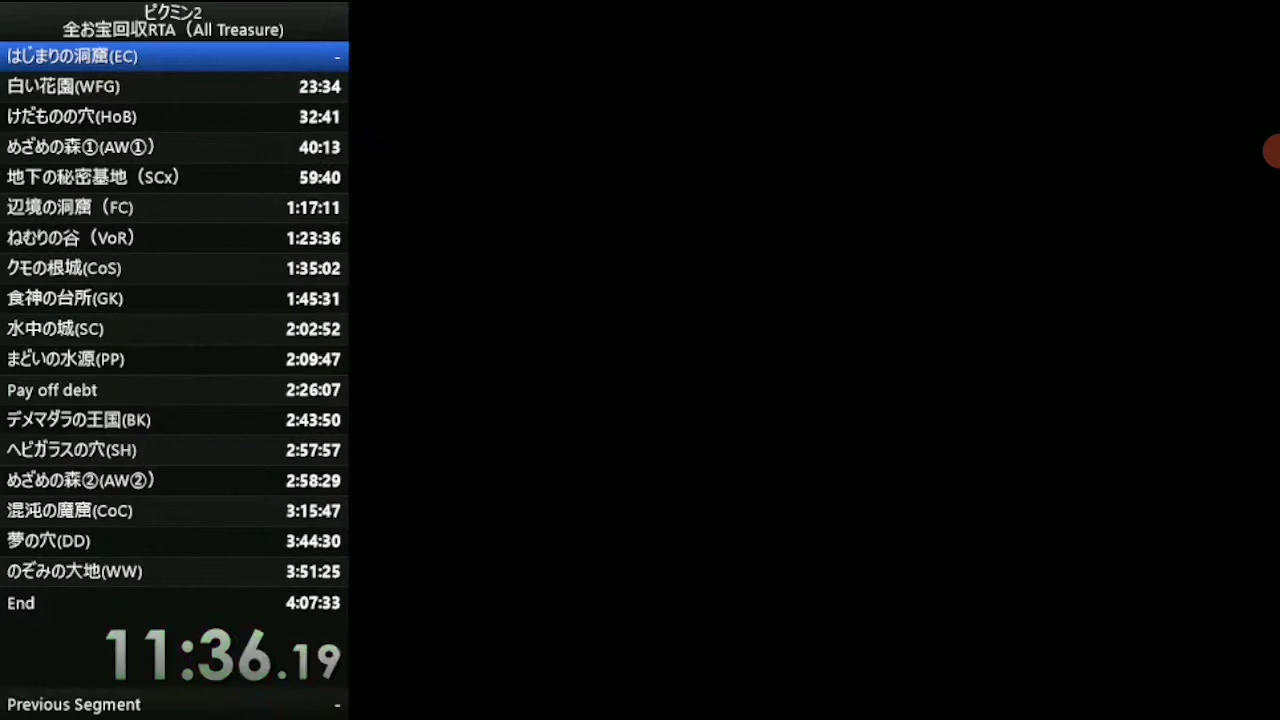 ピクミン2
全お宝回収RTA（All Treasure)
はじまりの洞窟(EC) -
白い花園(WFG) 23:34
けだものの穴(HoB) 32:41
めざめの森①(AW①） 40:13
地下の秘密基地（SCx） 59:40
辺境の洞窟（FC) 1:17:11
ねむりの谷（VoR） 1:23:36
クモの根城(CoS) 1:35:02
食神の台所(GK) 1:45:31
水中の城(SC) 2:02:52
まどいの水源(PP) 2:09:47
Pay off debt 2:26:07
デメマダラの王国(BK) 2:43:50
ヘビガラスの穴(SH) 2:57:57
めざめの森②(AW②） 2:58:29
混沌の魔窟(CoC) 3:15:47
夢の穴(DD) 3:44:30
のぞみの大地(WW) 3:51:25
End 4:07:33
11:36.19
Previous Segment -